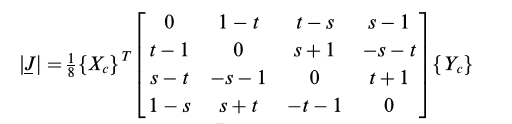 |J| = 1/8 {X_c}^T [ 0 1 − t t − s s − 1
t − 1 0 s + 1 −s − t
s − t −s − 1 0 t + 1
1 − s s + t −t − 1 0 ] {Y_c}